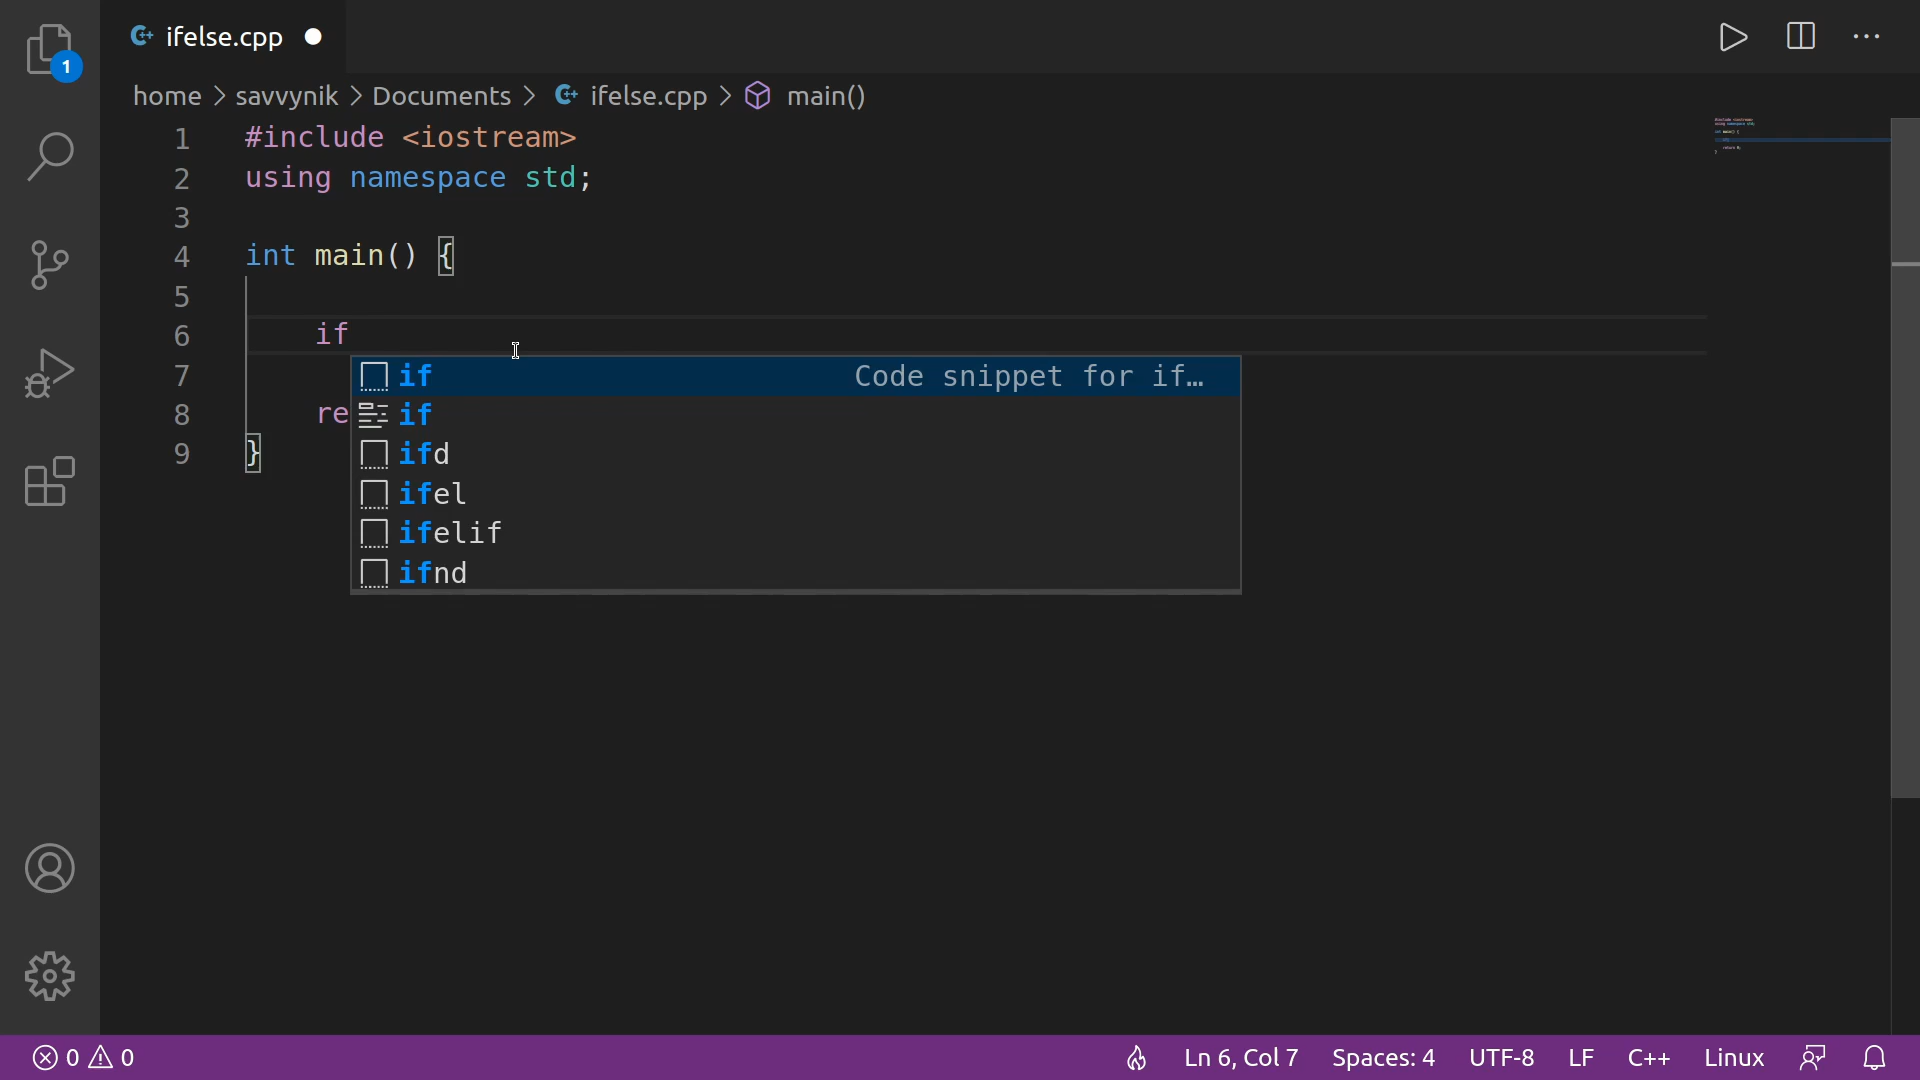 ifelse.cpp
1
home > savvynik > Documents > ifelse.cpp > main()
1 #include <iostream>
2 using namespace std;
3
4 int main() {
5
6 if
7 if Code snippet for if…
8 re if
9 } ifd
ifel
ifelif
ifnd
0 0 Ln 6, Col 7 Spaces: 4 UTF-8 LF C++ Linux